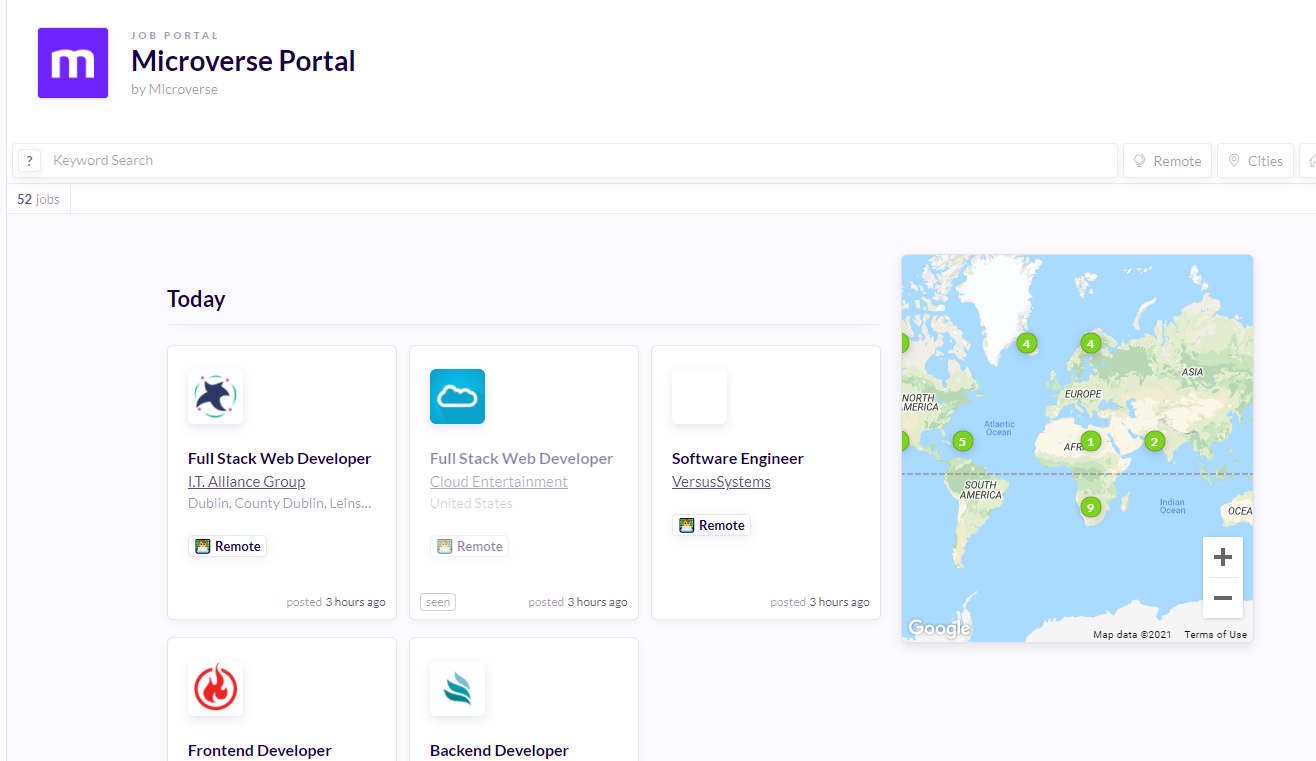 m
JOB PORTAL
Microverse Portal
by Microverse
? Keyword Search
Remote
Cities
52 jobs
Today
Full Stack Web Developer
I.T. Alliance Group
Dublin, County Dublin, Leins...
Remote
posted 3 hours ago
Full Stack Web Developer
Cloud Entertainment
United States
Remote
seen
posted 3 hours ago
Software Engineer
VersusSystems
Remote
posted 3 hours ago
Frontend Developer
Backend Developer
4
4
ASIA
EUROPE
NORTH
AMERICA
Atlantic
Ocean
5
AFR
1
2
SOUTH
AMERICA
9
Indian
Ocean
OCEA
+
−
Google
Map data ©2021
Terms of Use